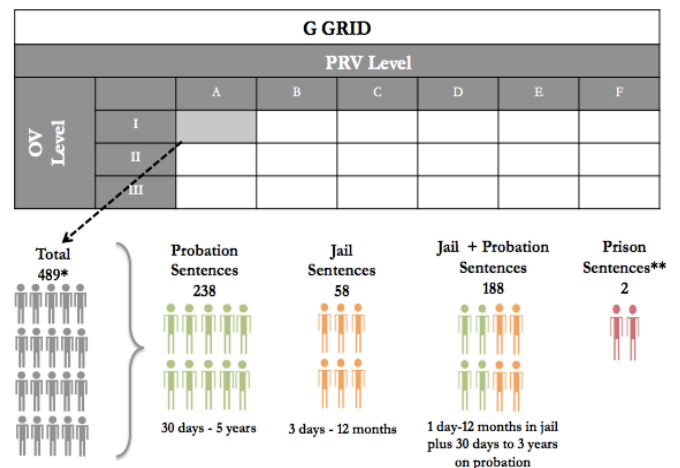 G GRID
PRV Level
A B C D E F
OV Level
I
II
III
Total
489*
Probation
Sentences
238
30 days - 5 years
Jail
Sentences
58
3 days - 12 months
Jail + Probation
Sentences
188
1 day-12 months in jail
plus 30 days to 3 years
on probation
Prison
Sentences**
2